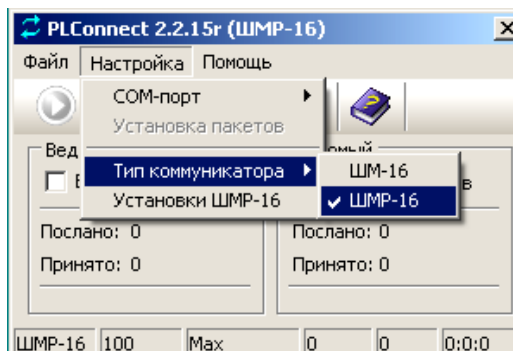 PLConnect 2.2.15r (ШМР-16)
Файл Настройка Помощь
COM-порт
Установка пакетов
Тип коммуникатора
ШМ-16
Установки ШМР-16
ШМР-16
Послано: 0 Послано: 0
Принято: 0 Принято: 0
ШМР-16 100 Max 0 0 0:0:0